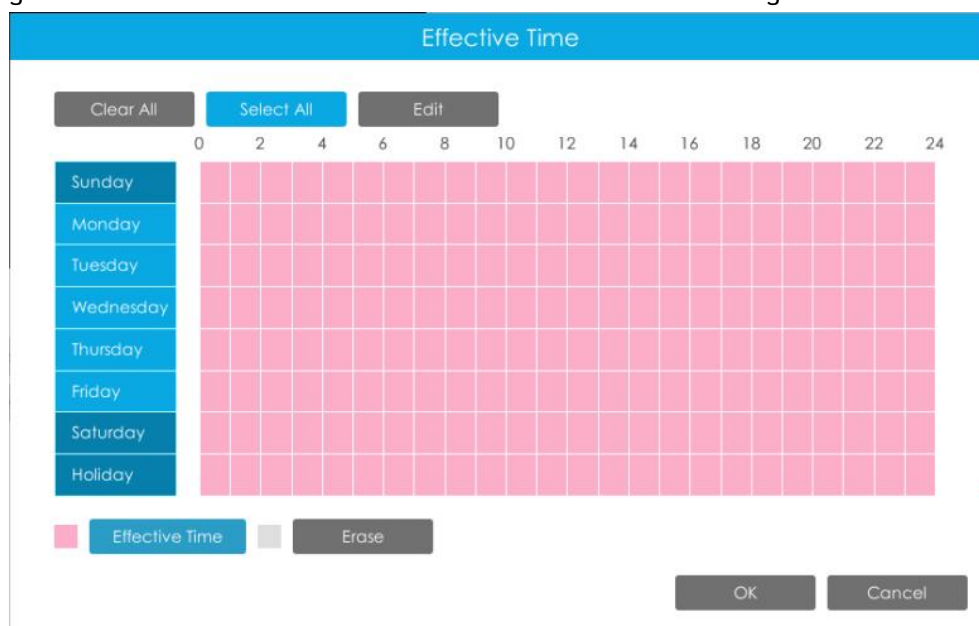 Effective Time
Clear All Select All Edit
0 2 4 6 8 10 12 14 16 18 20 22 24
Sunday
Monday
Tuesday
Wednesday
Thursday
Friday
Saturday
Holiday
Effective Time Erase
OK Cancel